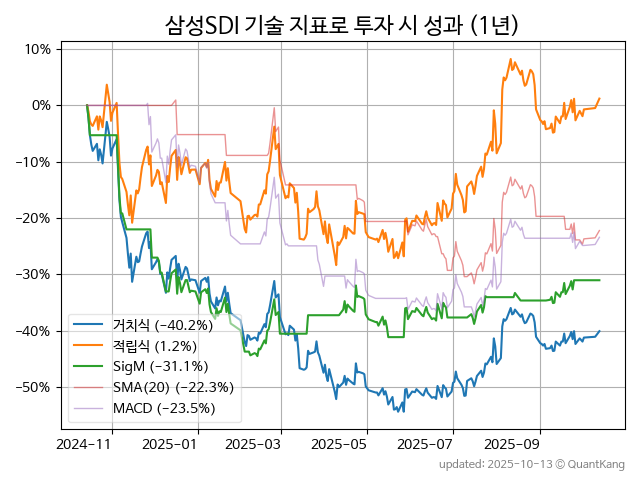 삼성SDI 기술 지표로 투자 시 성과 (1년)
10%
0%
−10%
−20%
−30%
−40%
−50%
거치식 (−40.2%)
적립식 (1.2%)
SigM (−31.1%)
SMA(20) (−22.3%)
MACD (−23.5%)
2024-11 2025-01 2025-03 2025-05 2025-07 2025-09
updated: 2025-10-13 ⓒ QuantKang